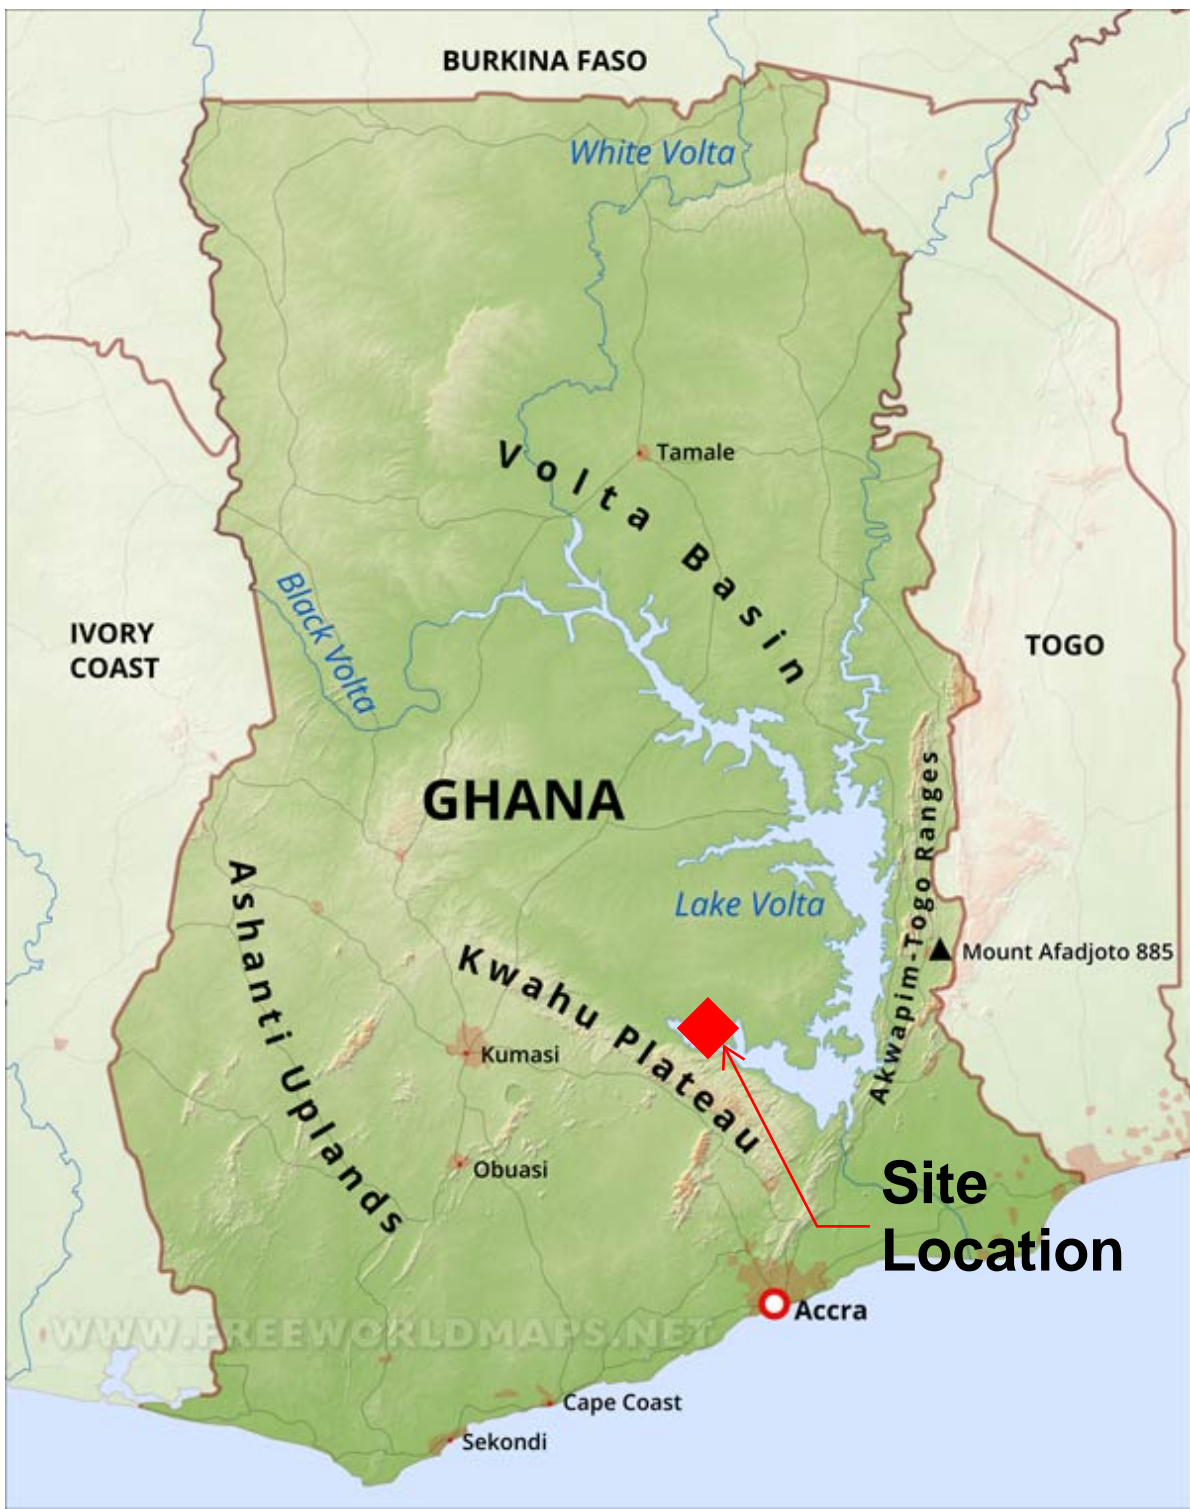 BURKINA FASO
White Volta
Tamale
Volta Basin
Black Volta
IVORY
COAST
TOGO
GHANA
Akwapim-Togo Ranges
Ashanti Uplands
Lake Volta
Kwahu Plateau
Mount Afadjoto 885
Kumasi
Obuasi
Site
Location
Accra
WWW.FREEWORLDMAPS.NET
Cape Coast
Sekondi